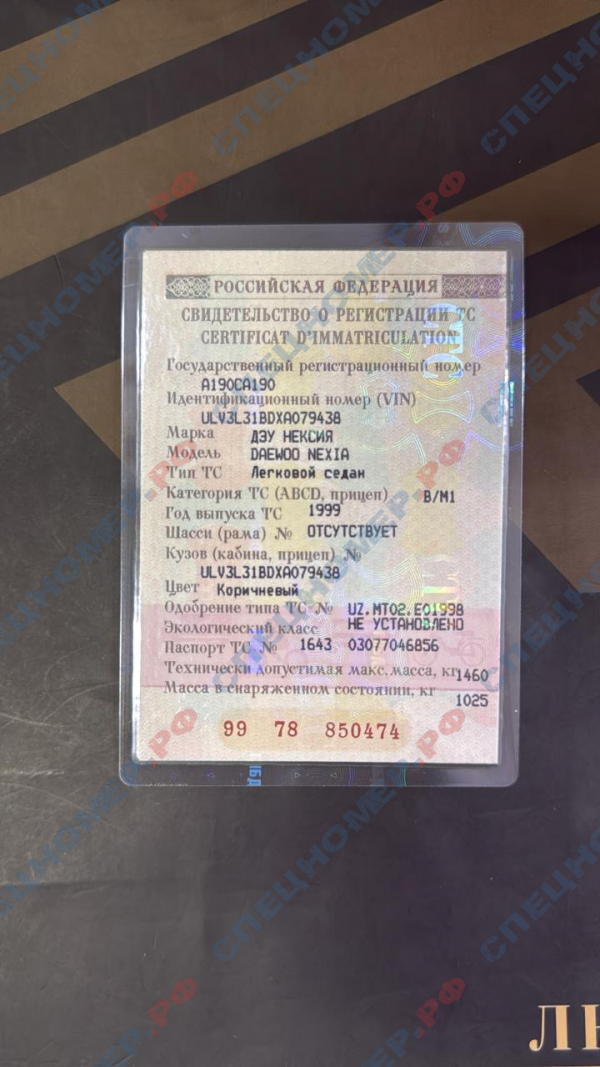 РОССИЙСКАЯ ФЕДЕРАЦИЯ
СВИДЕТЕЛЬСТВО О РЕГИСТРАЦИИ ТС
CERTIFICAT D'IMMATRICULATION
Государственный регистрационный номер
А190СА190
Идентификационный номер (VIN)
ULV3L31BDXA079438
Марка ДЭУ НЕКСИЯ
Модель DAEWOO NEXIA
Тип ТС Легковой седан
Категория ТС (ABCD, прицеп) В/М1
Год выпуска ТС 1999
Шасси (рама) № ОТСУТСТВУЕТ
Кузов (кабина, прицеп) №
ULV3L31BDXA079438
Цвет Коричневый
Одобрение типа ТС № UZ.MT02.E01998
Экологический класс НЕ УСТАНОВЛЕНО
Паспорт ТС № 1643 03077046856
Технически допустимая макс.масса, кг 1460
Масса в снаряженном состоянии, кг 1025
99 78 850474
СПЕЦНОМЕР.РФ